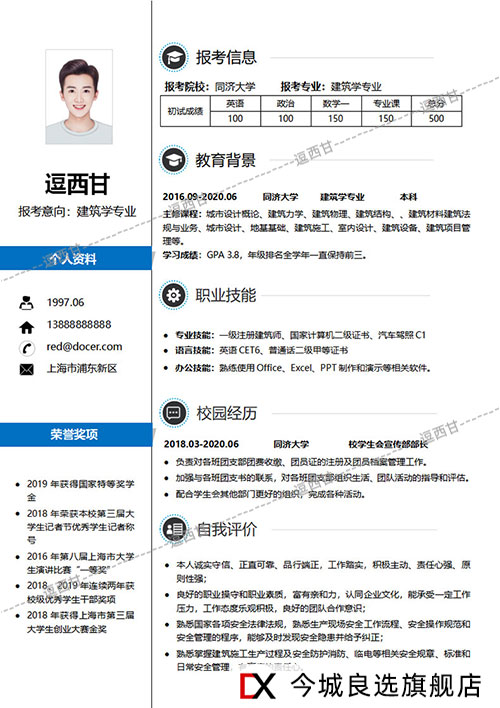 逗西甘
报考意向：建筑学专业
个人资料
1997.06
13888888888
red@docer.com
上海市浦东新区
荣誉奖项
2019 年获得国家特等奖学
金
2018 年荣获本校第三届大
学生记者节优秀学生记者称
号
2016 年第八届上海市大学
生演讲比赛“一等奖”
2018、2019 年连续两年获
校级优秀学生干部奖项
2018 年获得上海市第三届
大学生创业大赛金奖
报考信息
报考院校：同济大学 报考专业：建筑学专业
初试成绩 英语 政治 数学一 专业课 总分
100 100 150 150 500
教育背景
2016.09-2020.06 同济大学 建筑学专业 本科
主修课程：城市设计概论、建筑力学、建筑物理、建筑结构、、建筑材料建筑法
规与业务、城市设计、地基基础、建筑施工、室内设计、建筑设备、建筑项目管
理等。
学习成绩：GPA 3.8，年级排名全学年一直保持前三。
职业技能
专业技能：一级注册建筑师、国家计算机二级证书、汽车驾照 C1
语言技能：英语 CET6、普通话二级甲等证书
办公技能：熟练使用 Office、Excel、PPT 制作和演示等相关软件。
校园经历
2018.03-2020.06 同济大学 校学生会宣传部部长
负责对各班团支部团费收缴、团员证的注册及团员档案管理工作。
加强与各班团支书的联系，对各班团支部组织生活、团队活动的指导和评估。
配合学生会其他部门更好的组织，完成各种活动。
自我评价
本人诚实守信、正直可靠、品行端正，工作踏实，积极主动、责任心强、原
则性强；
良好的职业操守和职业素质，富有亲和力，认同企业文化，能承受一定工作
压力，工作态度乐观积极，良好的团队合作意识；
熟悉国家各项安全法律法规，熟悉生产现场安全工作流程、安全操作规范和
安全管理的程序，能够及时发现安全隐患并给予纠正；
熟悉掌握建筑施工生产过程及安全防护消防、临电等相关安全规章、标准和
日常安全管理，
逗西甘
逗西甘
逗西甘
逗西甘
逗西甘
逗西甘
今城良选旗舰店